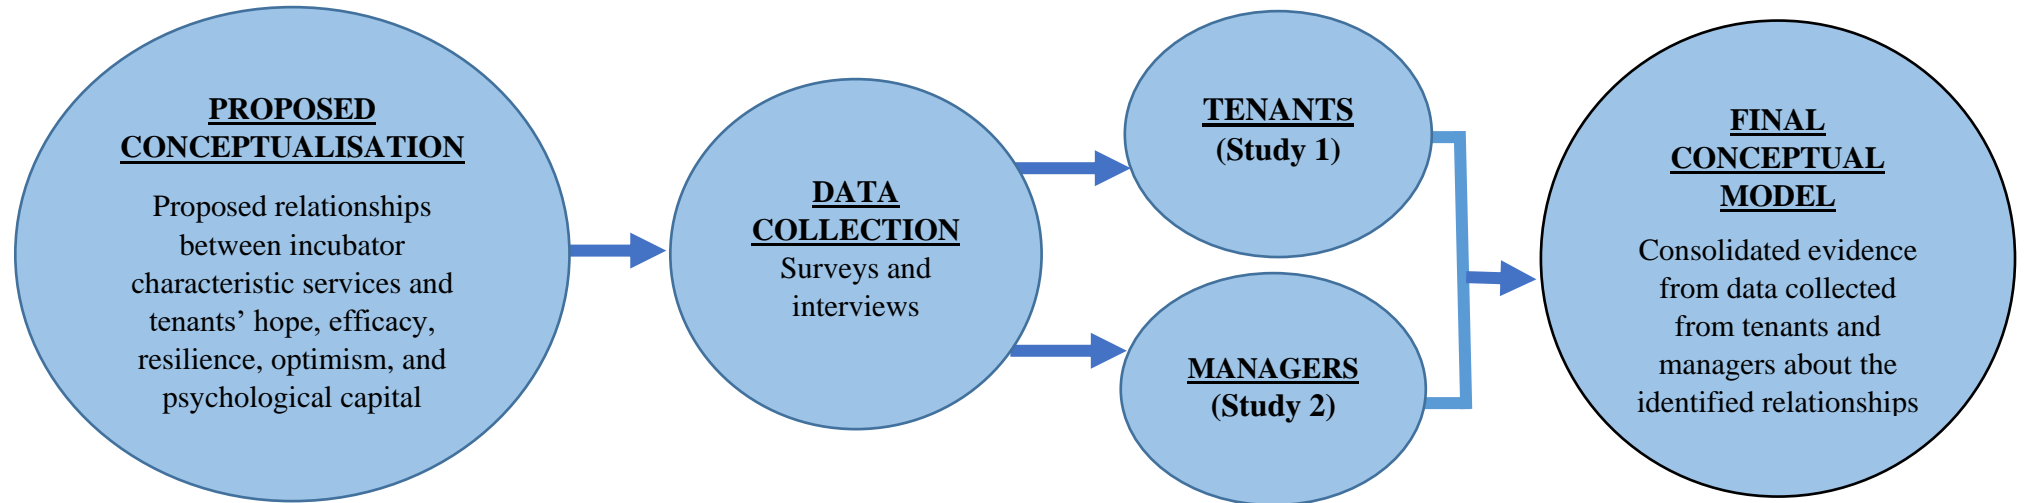 PROPOSED
CONCEPTUALISATION
Proposed relationships
between incubator
characteristic services and
tenants’ hope, efficacy,
resilience, optimism, and
psychological capital
DATA
COLLECTION
Surveys and
interviews
TENANTS
(Study 1)
MANAGERS
(Study 2)
FINAL
CONCEPTUAL
MODEL
Consolidated evidence
from data collected
from tenants and
managers about the
identified relationships